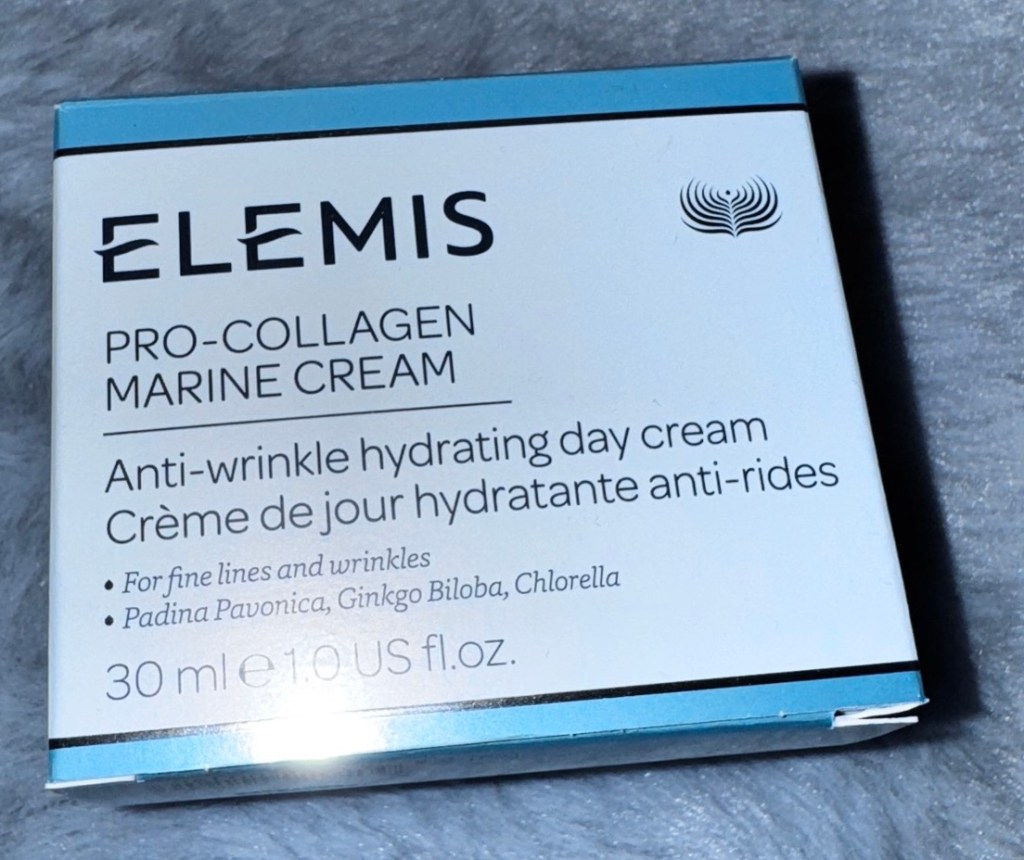 ELEMIS
PRO-COLLAGEN
MARINE CREAM
Anti-wrinkle hydrating day cream
Crème de jour hydratante anti-rides
• For fine lines and wrinkles
• Padina Pavonica, Ginkgo Biloba, Chlorella
30 ml ℮ 1.0 US fl.oz.